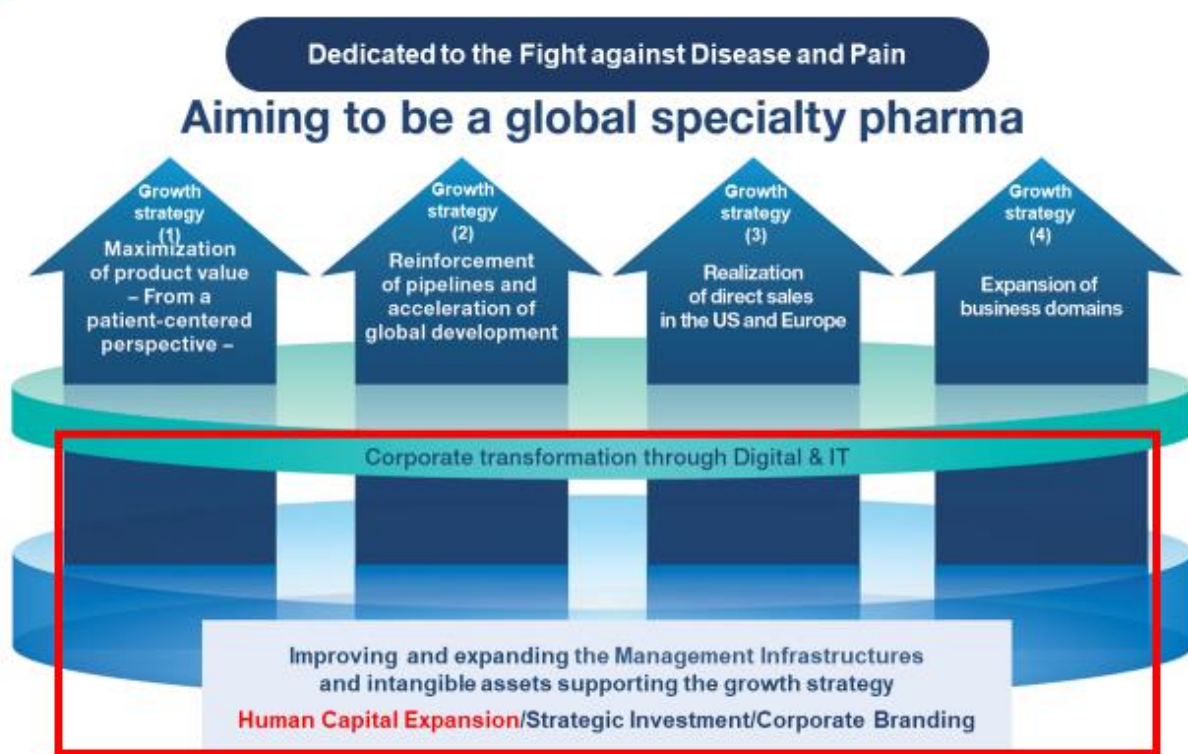 Dedicated to the Fight against Disease and Pain
Aiming to be a global specialty pharma
Growth
strategy
(1)
Maximization
of product value
– From a
patient-centered
perspective –
Growth
strategy
(2)
Reinforcement
of pipelines and
acceleration of
global development
Growth
strategy
(3)
Realization
of direct sales
in the US and Europe
Growth
strategy
(4)
Expansion of
business domains
Corporate transformation through Digital & IT
Improving and expanding the Management Infrastructures
and intangible assets supporting the growth strategy
Human Capital Expansion/Strategic Investment/Corporate Branding